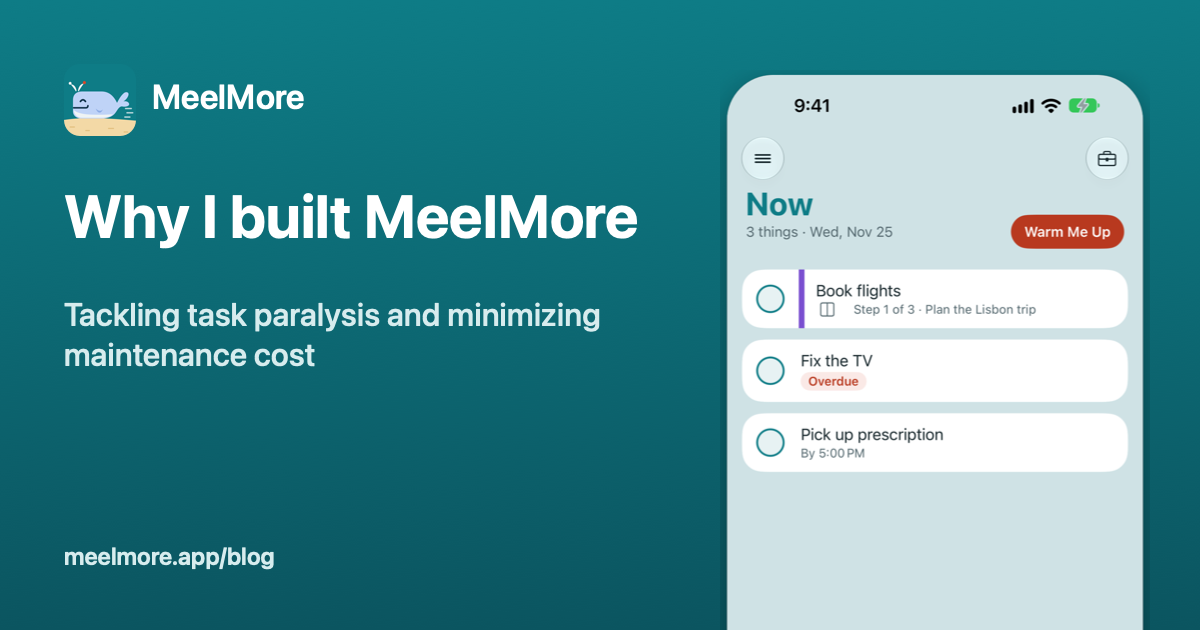 MeelMore
Why I built MeelMore
Tackling task paralysis and minimizing
maintenance cost
meelmore.app/blog
9:41
Now
3 things · Wed, Nov 25
Warm Me Up
Book flights
Step 1 of 3 · Plan the Lisbon trip
Fix the TV
Overdue
Pick up prescription
By 5:00 PM